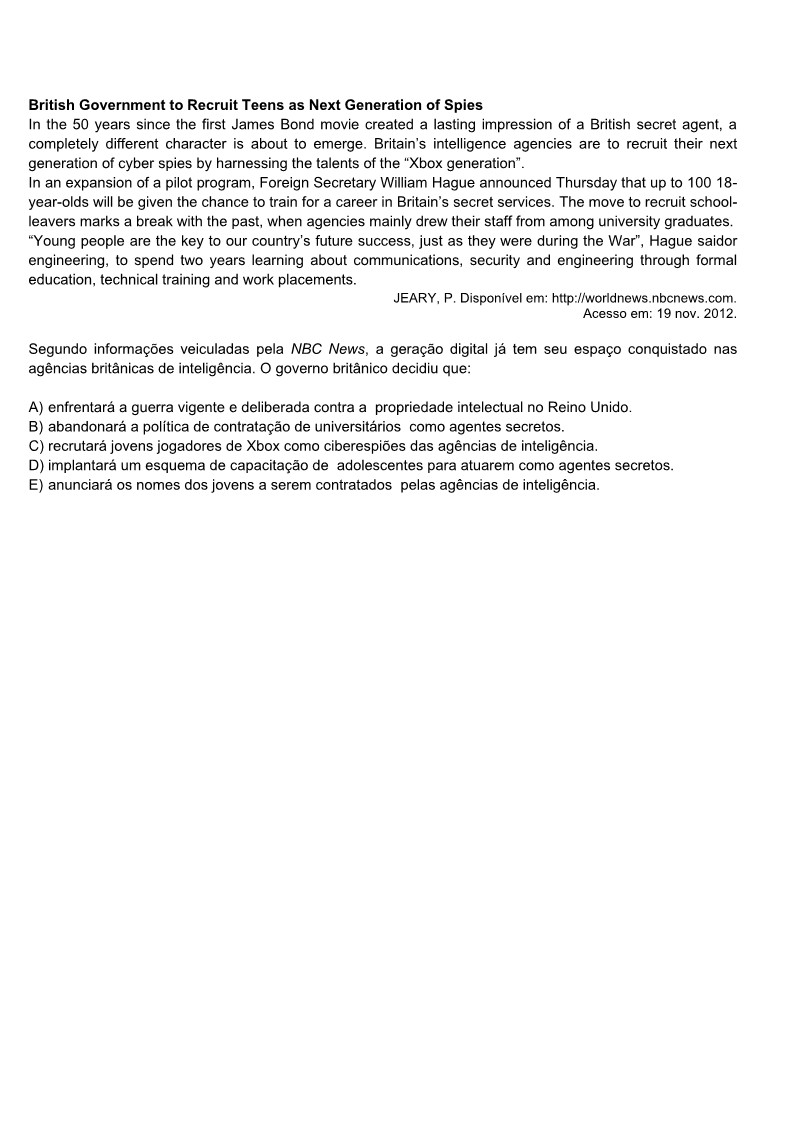 British Government to Recruit Teens as Next Generation of Spies
In the 50 years since the first James Bond movie created a lasting impression of a British secret agent, a
completely different character is about to emerge. Britain’s intelligence agencies are to recruit their next
generation of cyber spies by harnessing the talents of the “Xbox generation”.
In an expansion of a pilot program, Foreign Secretary William Hague announced Thursday that up to 100 18-
year-olds will be given the chance to train for a career in Britain’s secret services. The move to recruit school-
leavers marks a break with the past, when agencies mainly drew their staff from among university graduates.
“Young people are the key to our country’s future success, just as they were during the War”, Hague saidor
engineering, to spend two years learning about communications, security and engineering through formal
education, technical training and work placements.
JEARY, P. Disponível em: http://worldnews.nbcnews.com.
Acesso em: 19 nov. 2012.
Segundo informações veiculadas pela NBC News, a geração digital já tem seu espaço conquistado nas
agências britânicas de inteligência. O governo britânico decidiu que:
A) enfrentará a guerra vigente e deliberada contra a propriedade intelectual no Reino Unido.
B) abandonará a política de contratação de universitários como agentes secretos.
C) recrutará jovens jogadores de Xbox como ciberespiões das agências de inteligência.
D) implantará um esquema de capacitação de adolescentes para atuarem como agentes secretos.
E) anunciará os nomes dos jovens a serem contratados pelas agências de inteligência.